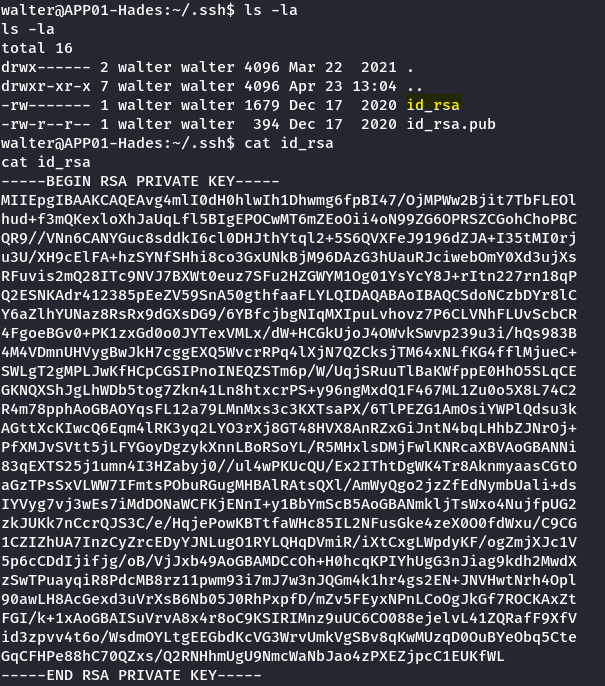 walter@APP01-Hades:~/.ssh$ ls -la
ls -la
total 16
drwx------ 2 walter walter 4096 Mar 22  2021 .
drwxr-xr-x 7 walter walter 4096 Apr 23 13:04 ..
-rw------- 1 walter walter 1679 Dec 17  2020 id_rsa
-rw-r--r-- 1 walter walter  394 Dec 17  2020 id_rsa.pub
walter@APP01-Hades:~/.ssh$ cat id_rsa
cat id_rsa
-----BEGIN RSA PRIVATE KEY-----
MIIEpgIBAAKCAQEAvg4mlI0dH0hlwIh1Dhwmg6fpBI47/OjMPWw2Bjit7TbFLEOl
hud+f3mQKexloXhJaUqLfl5BIgEPOCwMT6mZEoOii4oN99ZG6OPRSZCGohChoPBC
QR9//VNn6CANYGuc8sddkI6cl0DHJthYtql2+5S6QVXFeJ9196dZJA+I35tMI0rj
u3U/XH9cElFA+hzSYNfSHhi8co3GxUNkBjM96DAzG3hUauRJciwebOmY0Xd3ujXs
RFuvis2mQ28ITc9NVJ7BXWt0euz7SFu2HZGWYM1Og01YsYcY8J+rItn227rn18qP
Q2ESNKAdr412385pEeZV59SnA50gthfaaFLYLQIDAQABAoIBAQCSdoNCzbDYr8lC
Y6aZlhYUNaz8RsRx9dGXsDG9/6YBfcjbgNIqMXIpuLvhovz7P6CLVNhFLUvScbCR
4FgoeBGv0+PK1zxGd0o0JYTexVMLx/dW+HCGkUjoJ4OWvkSwvp239u3i/hQs983B
4M4VDmnUHVygBwJkH7cggEXQ5WvcrRPq4lXjN7QZCksjTM64xNLfKG4fflMjueC+
SWLgT2gMPLJwKfHCpCGSIPnoINEQZSTm6p/W/UqjSRuuTlBaKWfppE0HhO5SLqCE
GKNQXShJgLhWDb5tog7Zkn41Ln8htxcrPS+y96ngMxdQ1F467ML1Zu0o5X8L74C2
R4m78pphAoGBAOYqsFL12a79LMnMxs3c3KXTsaPX/6TlPEZG1AmOsiYWPlQdsu3k
AGttXcKIwcQ6Eqm4lRK3yq2LYO3rXj8GT48HVX8AnRZxGiJntN4bqLHhbZJNrOj+
PfXMJvSVtt5jLFYGoyDgzykXnnLBoRSoYL/R5MHxlsDMjFwlKNRcaXBVAoGBANNi
83qEXTS25j1umn4I3HZabyj0//ul4wPKUcQU/Ex2IThtDgWK4Tr8AknmyaasCGtO
aGzTPsSxVLWW7IFmtsPObuRGugMHBAlRAtsQXl/AmWyQgo2jzZfEdNymbUali+ds
IYVyg7vj3wEs7iMdDONaWCFKjENnI+y1BbYmScB5AoGBANmkljTsWxo4NujfpUG2
zkJUKk7nCcrQJS3C/e/HqjePowKBTtfaWHc85IL2NFusGke4zeX0O0fdWxu/C9CG
1CZIZhUA7InzCyZrcEDyYJNLugO1RYLQHqDVmiR/iXtCxgLWpdyKF/ogZmjXJc1V
5p6cCDdIjifjg/oB/VjJxb49AoGBAMDCcOh+H0hcqKPIYhUgG3nJiag9kdh2MwdX
zSwTPuayqiR8PdcMB8rz11pwm93i7mJ7w3nJQGm4k1hr4gs2EN+JNVHwtNrh4Opl
90awLH8AcGexd3uVrXsB6Nb05J0RhPxpfD/mZv5FEyxNPnLCoOgJkGf7ROCKAxZt
FGI/k+1xAoGBAISuVrvA8x4r8oC9KSIRIMnz9uUC6CO088ejelvL41ZQRafF9XfV
id3zpvv4t6o/WsdmOYLtgEEGbdKcVG3WrvUmkVgSBv8qKwMUzqD0OuBYeObq5Cte
GqCFHPe88hC70QZxs/Q2RNHhmUgU9NmcWaNbJao4zPXEZjpcC1EUKfWL
-----END RSA PRIVATE KEY-----